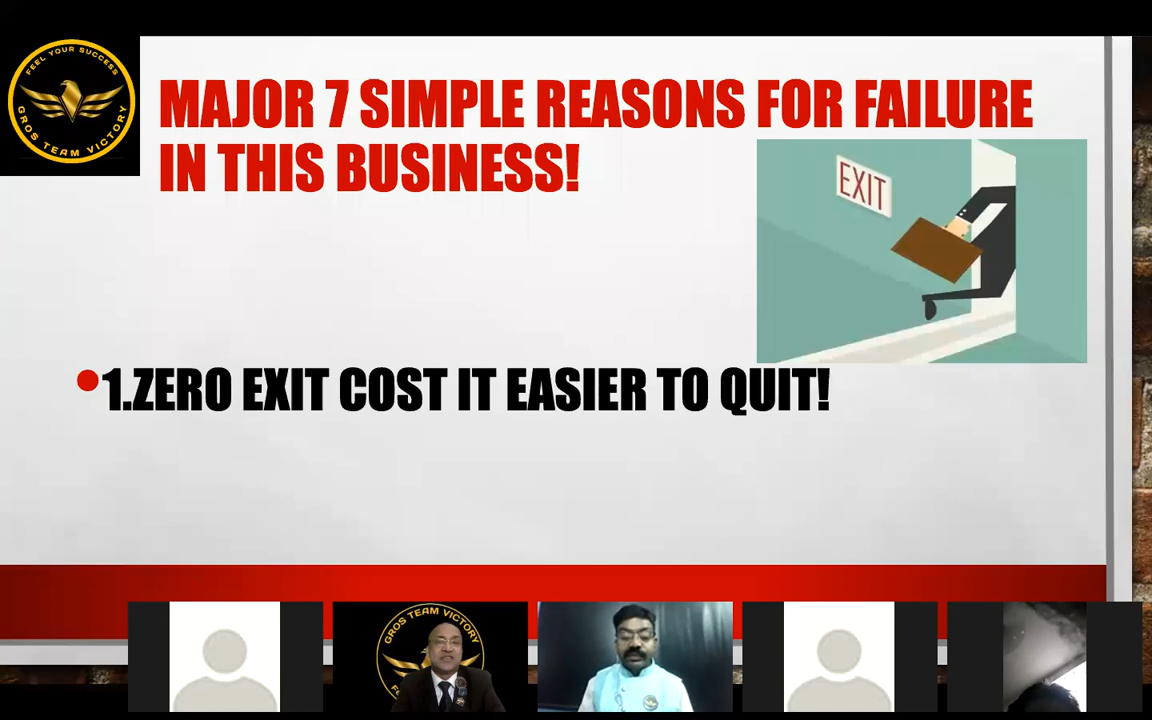 FEEL YOUR SUCCESS
GROS TEAM VICTORY
MAJOR 7 SIMPLE REASONS FOR FAILURE
IN THIS BUSINESS!
EXIT
•1.ZERO EXIT COST IT EASIER TO QUIT!
GROS TEAM VICTORY